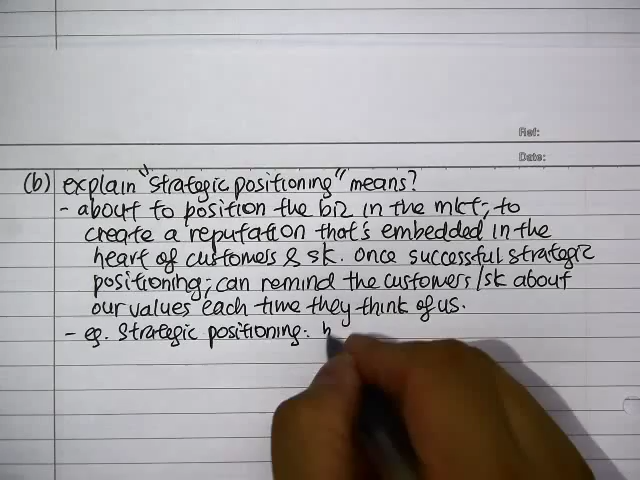 Ref:
Date:
(b) explain "strategic positioning" means?
- about to position the biz in the mkt; to
create a reputation that's embedded in the
heart of customers & sk. Once successful strategic
positioning; can remind the customers/sk about
our values each time they think of us.
- eg. Strategic positioning: h